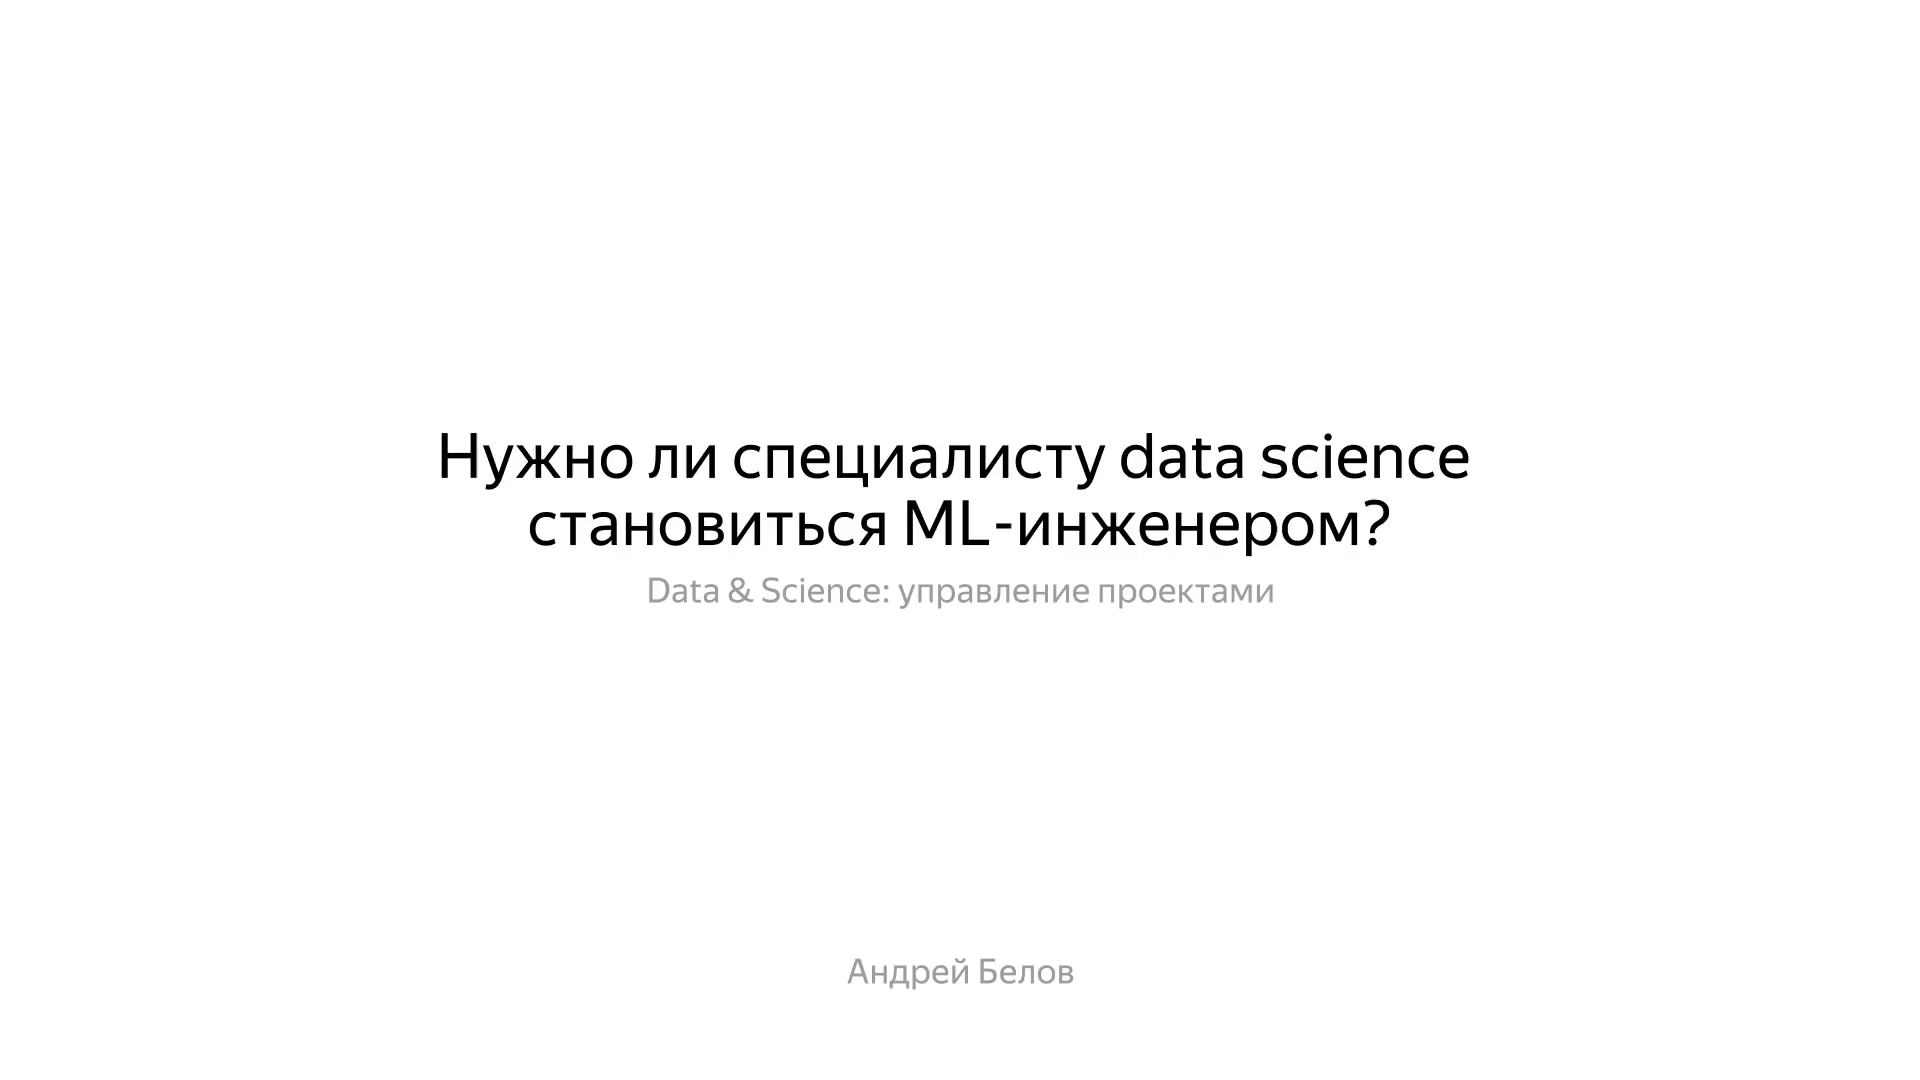 Нужно ли специалисту data science
становиться ML-инженером?
Data & Science: управление проектами
Андрей Белов